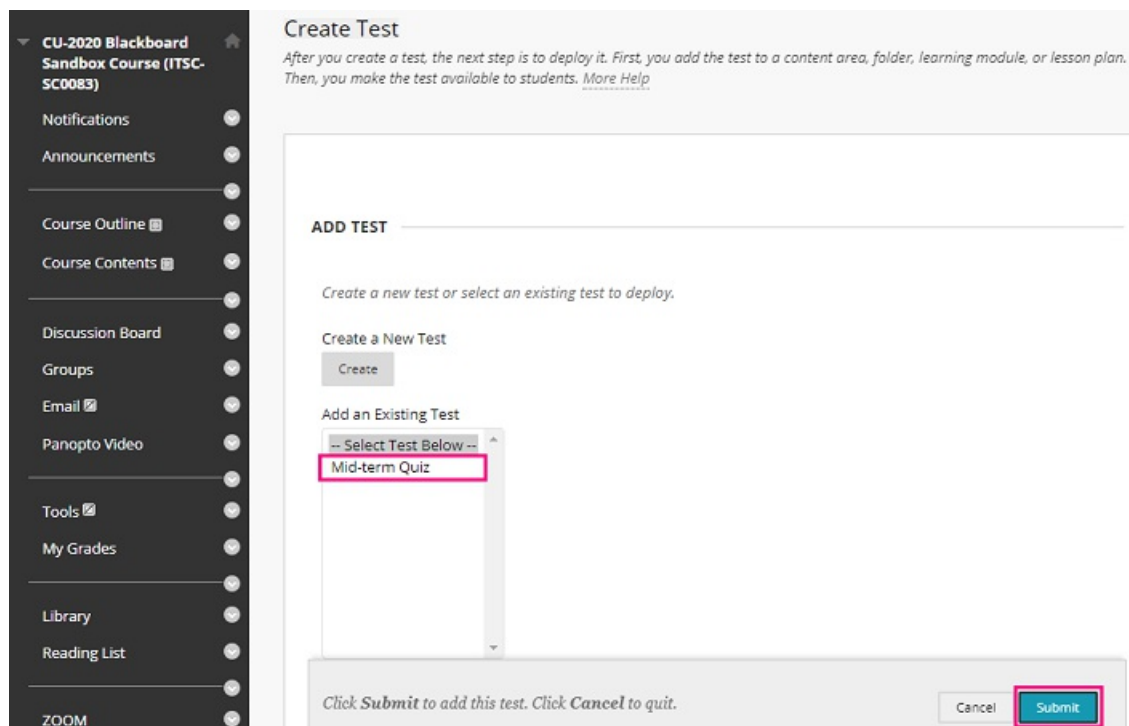 CU-2020 Blackboard
Sandbox Course (ITSC-
SC0083)
Notifications
Announcements
Course Outline
Course Contents
Discussion Board
Groups
Email
Panopto Video
Tools
My Grades
Library
Reading List
ZOOM
Create Test
After you create a test, the next step is to deploy it. First, you add the test to a content area, folder, learning module, or lesson plan.
Then, you make the test available to students. More Help
ADD TEST
Create a new test or select an existing test to deploy.
Create a New Test
Create
Add an Existing Test
-- Select Test Below --
Mid-term Quiz
Click Submit to add this test. Click Cancel to quit.
Cancel
Submit